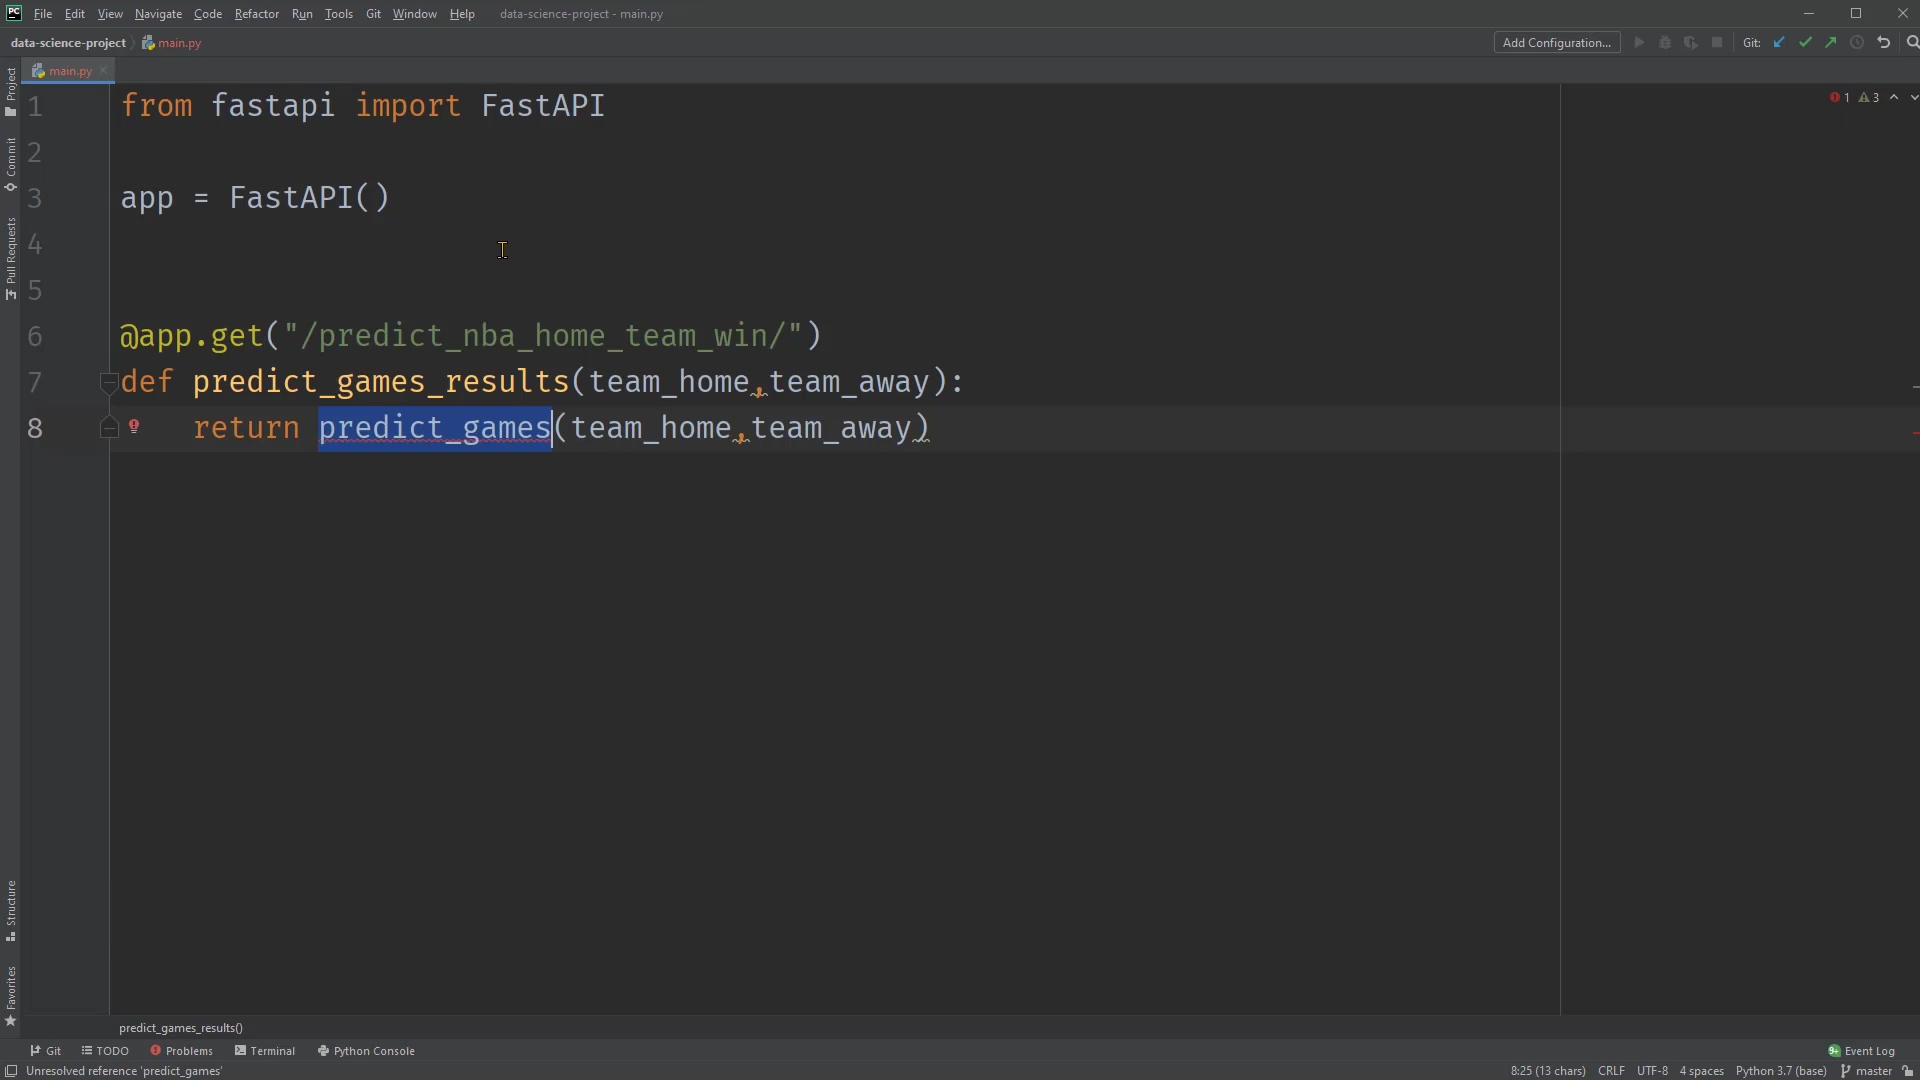 PC File Edit View Navigate Code Refactor Run Tools Git Window Help data-science-project - main.py
data-science-project main.py Add Configuration... Git:
main.py
1 3
Project
Commit
Pull Requests
Structure
Favorites
1 from fastapi import FastAPI
2
3 app = FastAPI()
4
5
6 @app.get("/predict_nba_home_team_win/")
7 def predict_games_results(team_home,team_away):
8 return predict_games(team_home,team_away)
predict_games_results()
Git TODO Problems Terminal Python Console 9+ Event Log
Unresolved reference 'predict_games' 8:25 (13 chars) CRLF UTF-8 4 spaces Python 3.7 (base) master